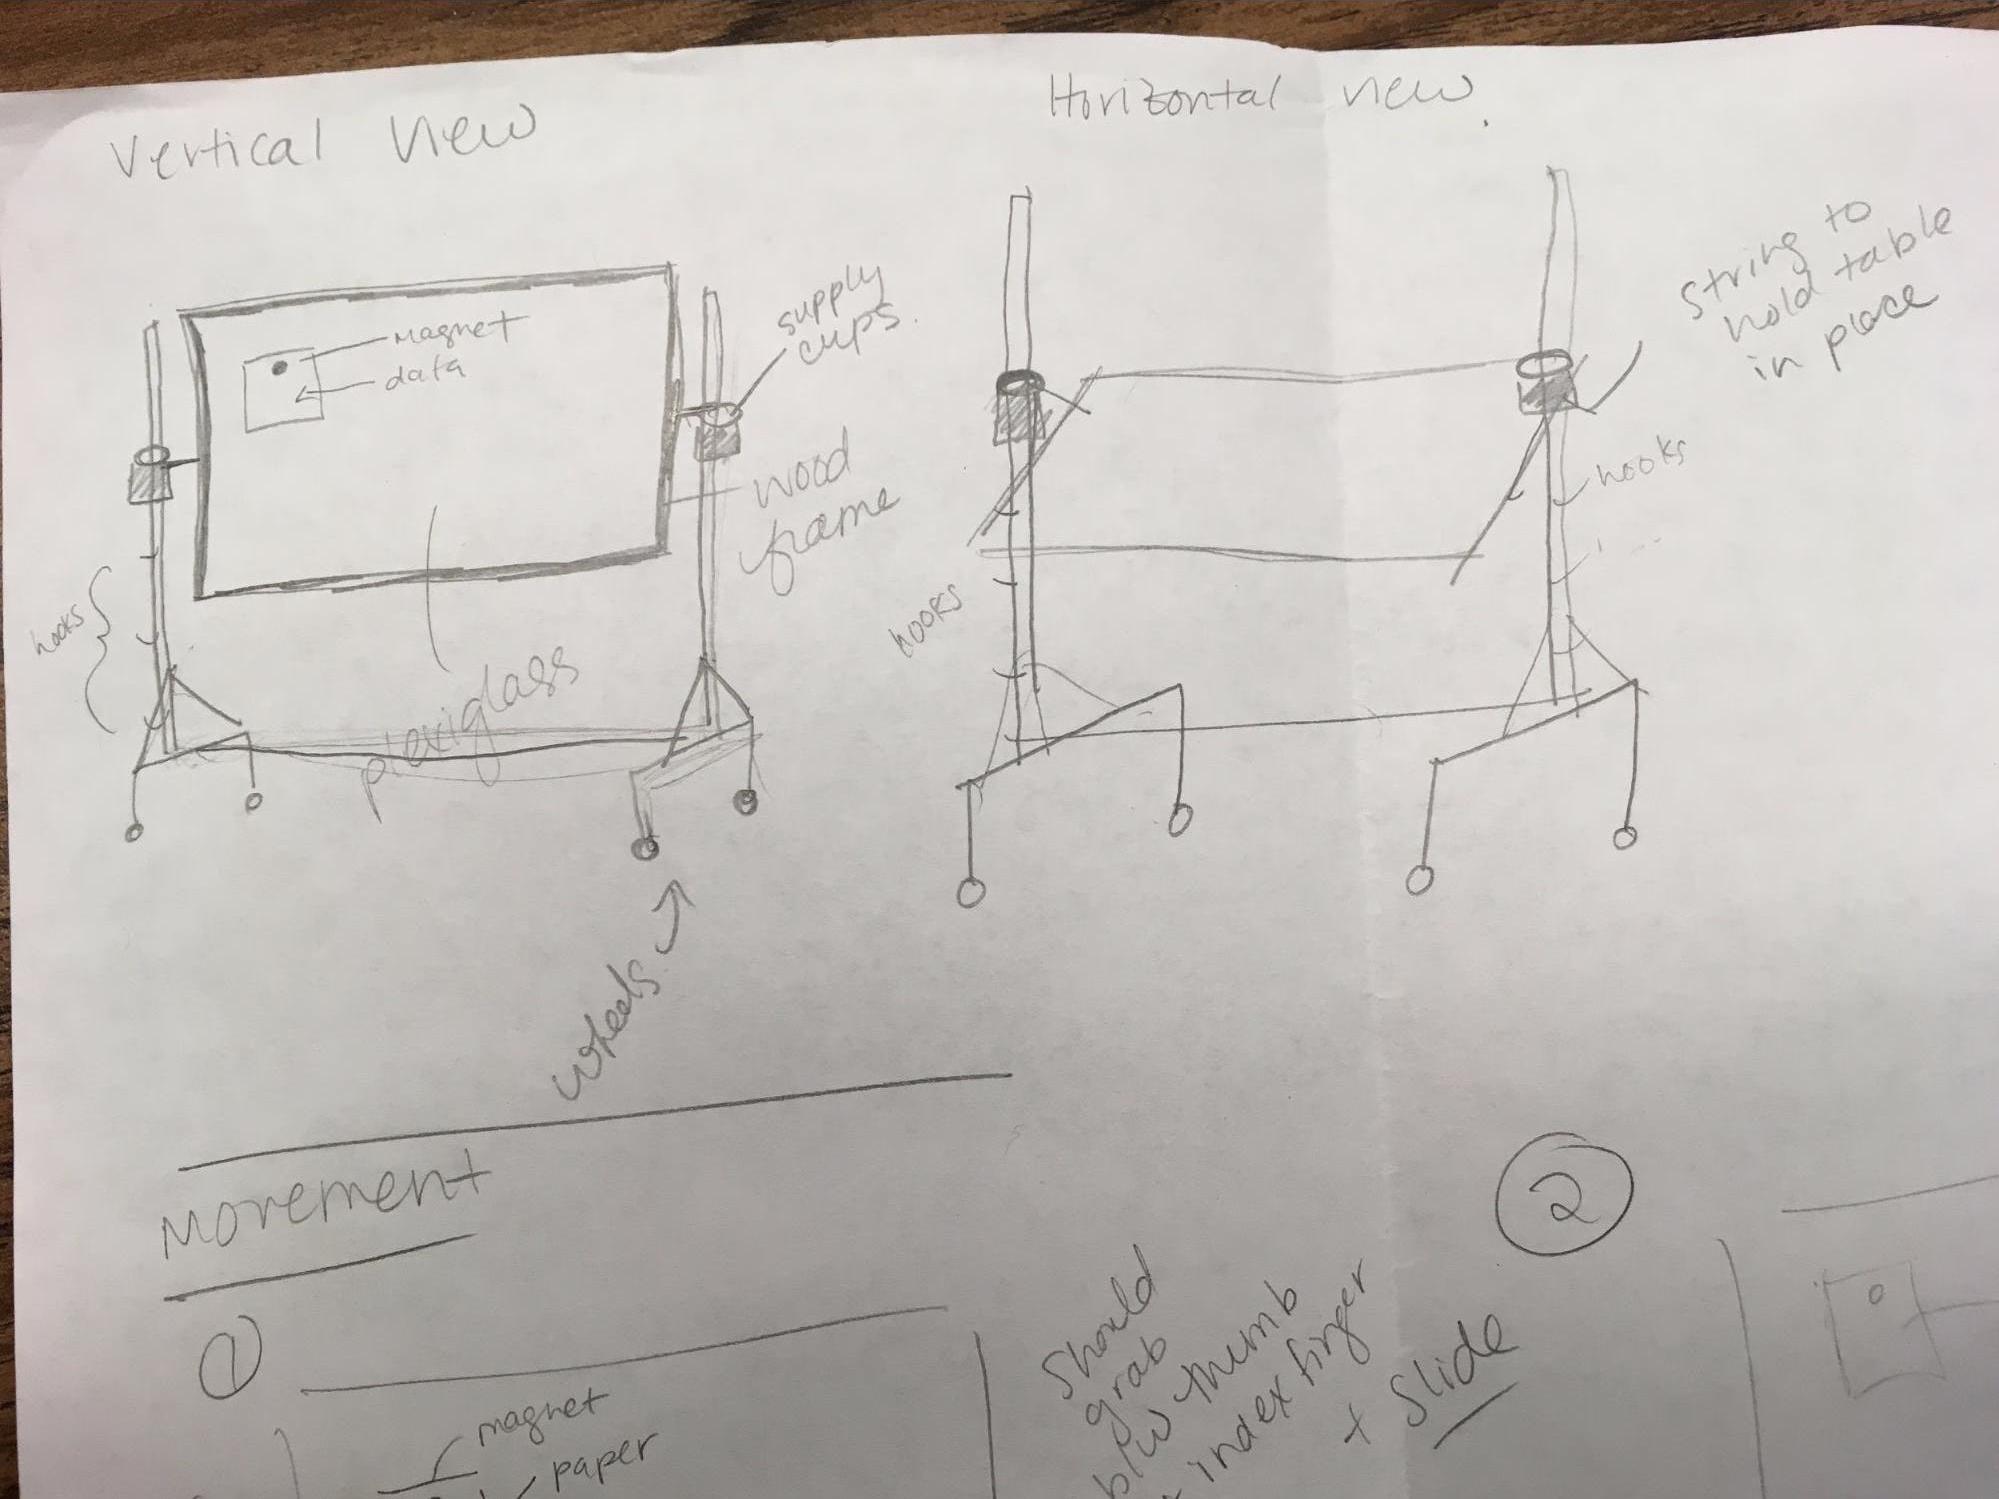 Vertical view
Horizontal view.
magnet
data
supply
cups.
wood
frame
hooks
plexiglass
wheels
String to
hold table
in place
hooks
hooks
Movement
1
magnet
paper
Should
grab
b/w thumb
index finger
+ Slide
2